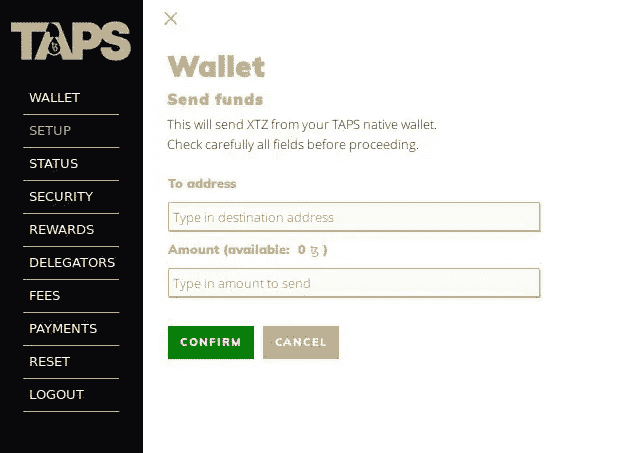 TAPS
WALLET
SETUP
STATUS
SECURITY
REWARDS
DELEGATORS
FEES
PAYMENTS
RESET
LOGOUT
Wallet
Send funds
This will send XTZ from your TAPS native wallet.
Check carefully all fields before proceeding.
To address
Type in destination address
Amount (available: 0 ꜩ )
Type in amount to send
CONFIRM CANCEL